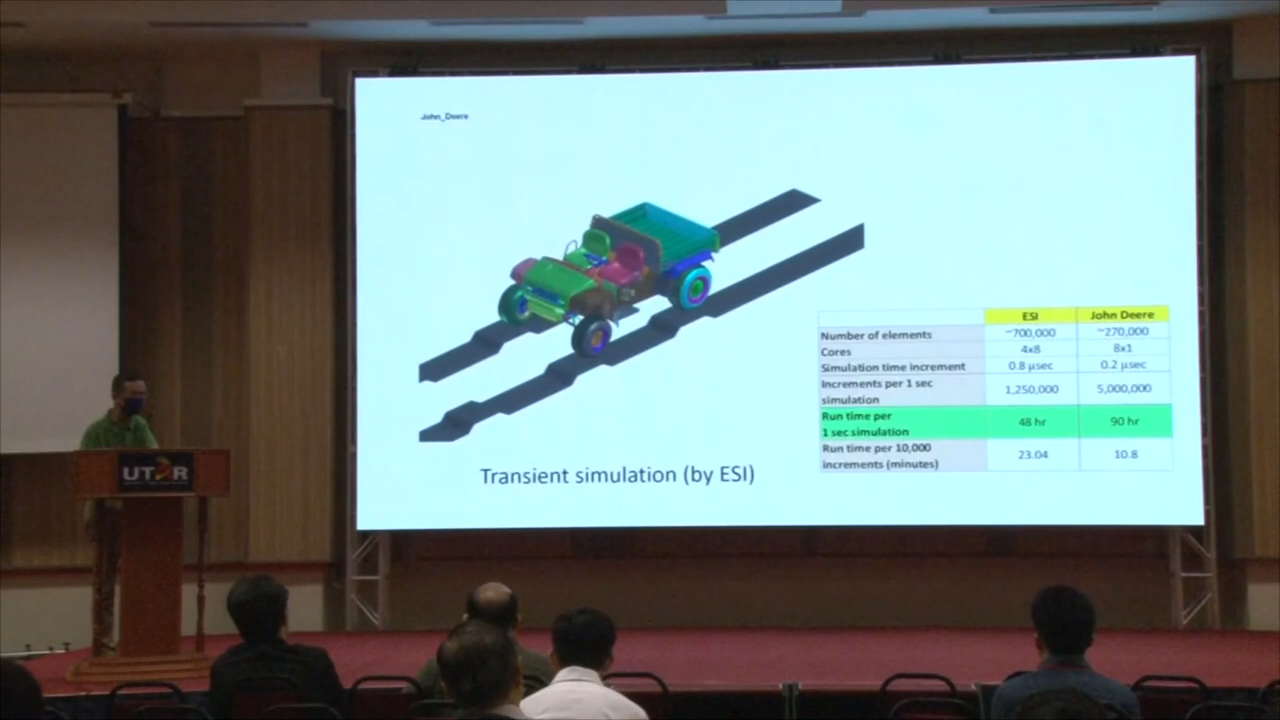 John_Deere
ESI John Deere
Number of elements ~700,000 ~270,000
Cores 4x8 8x1
Simulation time increment 0.8 µsec 0.2 µsec
Increments per 1 sec
simulation 1,250,000 5,000,000
Run time per
1 sec.simulation 48 hr 90 hr
Run time per 10,000
increments (minutes) 23.04 10.8
Transient simulation (by ESI)
UTAR